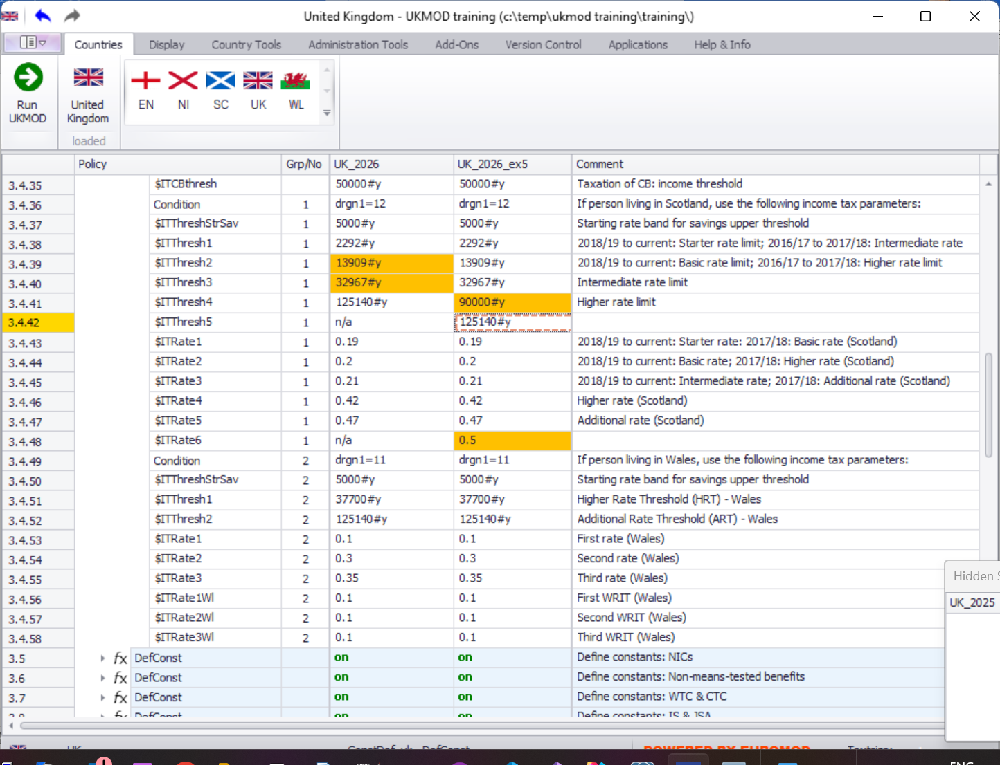 United Kingdom - UKMOD training (c:\temp\ukmod training\training\)
Countries Display Country Tools Administration Tools Add-Ons Version Control Applications Help & Info
Run UKMOD
United Kingdom
loaded
EN NI SC UK WL
Policy Grp/No UK_2026 UK_2026_ex5 Comment
3.4.35 $ITCBthresh 50000#y 50000#y Taxation of CB: income threshold
3.4.36 Condition 1 drgn1=12 drgn1=12 If person living in Scotland, use the following income tax parameters:
3.4.37 $ITThreshStrSav 1 5000#y 5000#y Starting rate band for savings upper threshold
3.4.38 $ITThresh1 1 2292#y 2292#y 2018/19 to current: Starter rate limit; 2016/17 to 2017/18: Intermediate rate
3.4.39 $ITThresh2 1 13909#y 13909#y 2018/19 to current: Basic rate limit; 2016/17 to 2017/18: Higher rate limit
3.4.40 $ITThresh3 1 32967#y 32967#y Intermediate rate limit
3.4.41 $ITThresh4 1 125140#y 90000#y Higher rate limit
3.4.42 $ITThresh5 1 n/a 125140#y
3.4.43 $ITRate1 1 0.19 0.19 2018/19 to current: Starter rate: 2017/18: Basic rate (Scotland)
3.4.44 $ITRate2 1 0.2 0.2 2018/19 to current: Basic rate; 2017/18: Higher rate (Scotland)
3.4.45 $ITRate3 1 0.21 0.21 2018/19 to current: Intermediate rate; 2017/18: Additional rate (Scotland)
3.4.46 $ITRate4 1 0.42 0.42 Higher rate (Scotland)
3.4.47 $ITRate5 1 0.47 0.47 Additional rate (Scotland)
3.4.48 $ITRate6 1 n/a 0.5
3.4.49 Condition 2 drgn1=11 drgn1=11 If person living in Wales, use the following income tax parameters:
3.4.50 $ITThreshStrSav 2 5000#y 5000#y Starting rate band for savings upper threshold
3.4.51 $ITThresh1 2 37700#y 37700#y Higher Rate Threshold (HRT) - Wales
3.4.52 $ITThresh2 2 125140#y 125140#y Additional Rate Threshold (ART) - Wales
3.4.53 $ITRate1 2 0.1 0.1 First rate (Wales)
3.4.54 $ITRate2 2 0.3 0.3 Second rate (Wales)
3.4.55 $ITRate3 2 0.35 0.35 Third rate (Wales)
3.4.56 $ITRate1Wl 2 0.1 0.1 First WRIT (Wales)
3.4.57 $ITRate2Wl 2 0.1 0.1 Second WRIT (Wales)
3.4.58 $ITRate3Wl 2 0.1 0.1 Third WRIT (Wales)
3.5 fx DefConst on on Define constants: NICs
3.6 fx DefConst on on Define constants: Non-means-tested benefits
3.7 fx DefConst on on Define constants: WTC & CTC
3.8 fx DefConst on on Define constants: IS & JSA
Hidden S
UK_2025
UK ConstDef_uk DefConst POWERED BY EUROMOD
ENG